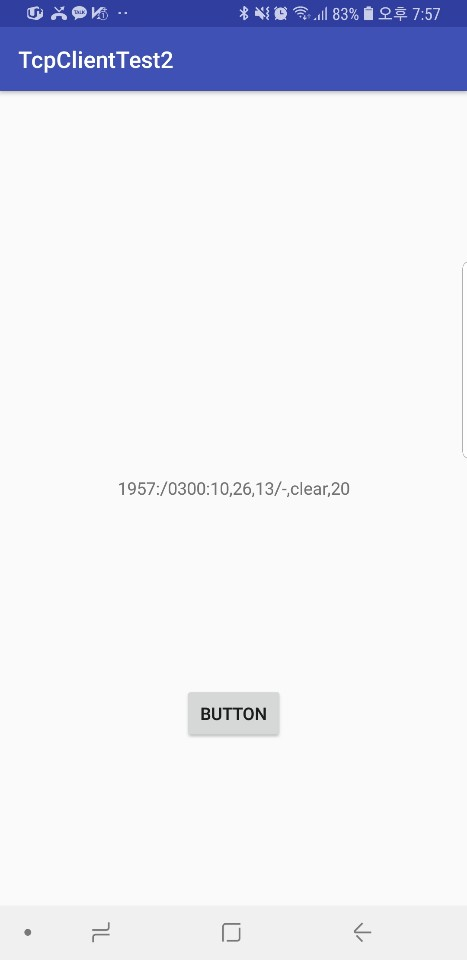 83% 오후 7:57
TcpClientTest2
1957:/0300:10,26,13/-,clear,20
BUTTON